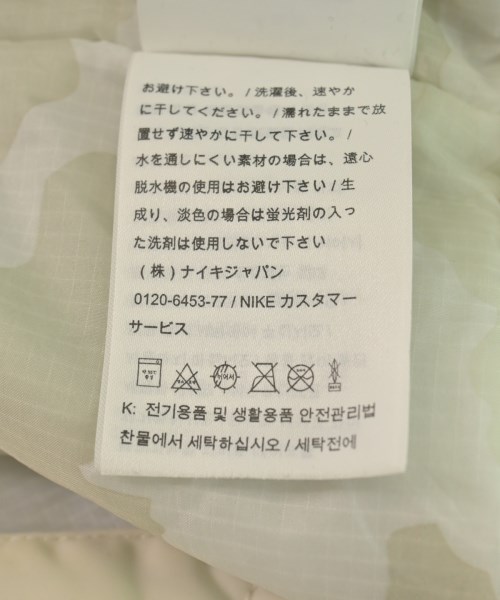 お避け下さい。/ 洗濯後、速やか
に干してください。/ 濡れたままで放
置せず速やかに干して下さい。/
水を通しにくい素材の場合は、遠心
脱水機の使用はお避け下さい / 生
成り、淡色の場合は蛍光剤の入っ
た洗剤は使用しないで下さい
(株) ナイキジャパン
0120-6453-77 / NIKE カスタマー
サービス
K: 전기용품 및 생활용품 안전관리법
찬물에서 세탁하십시오 / 세탁전에